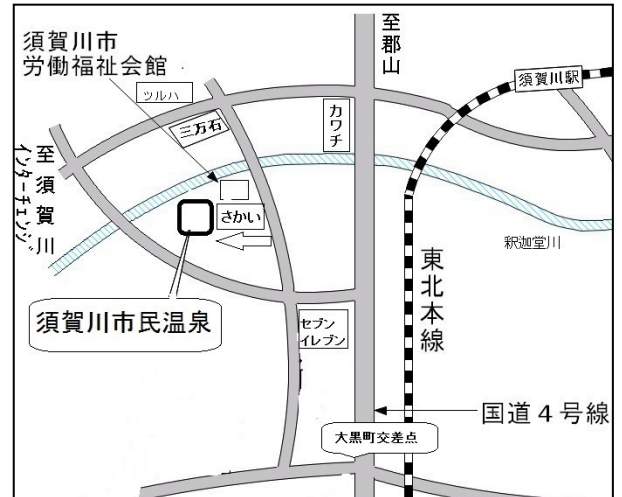 須賀川市
労働福祉会館
ツルハ
三万石
カワチ
至郡山
須賀川駅
至須賀川
インターチェンジ
さかい
釈迦堂川
須賀川市民温泉
セブン
イレブン
東北本線
国道４号線
大黒町交差点